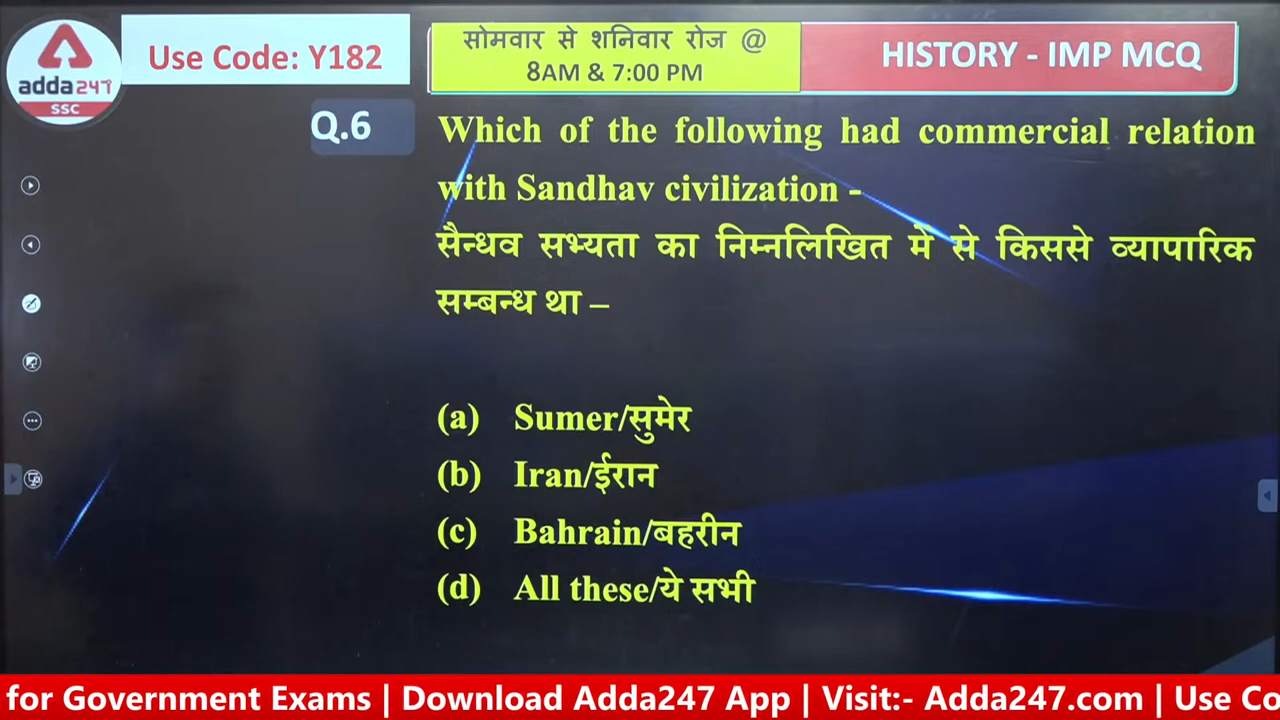 adda247
SSC
Use Code: Y182
सोमवार से शनिवार रोज @
8AM & 7:00 PM
HISTORY - IMP MCQ
Q.6
Which of the following had commercial relation
with Sandhav civilization -
सैन्धव सभ्यता का निम्नलिखित में से किससे व्यापारिक
सम्बन्ध था –
(a) Sumer/सुमेर
(b) Iran/ईरान
(c) Bahrain/बहरीन
(d) All these/ये सभी
for Government Exams | Download Adda247 App | Visit:- Adda247.com | Use Co